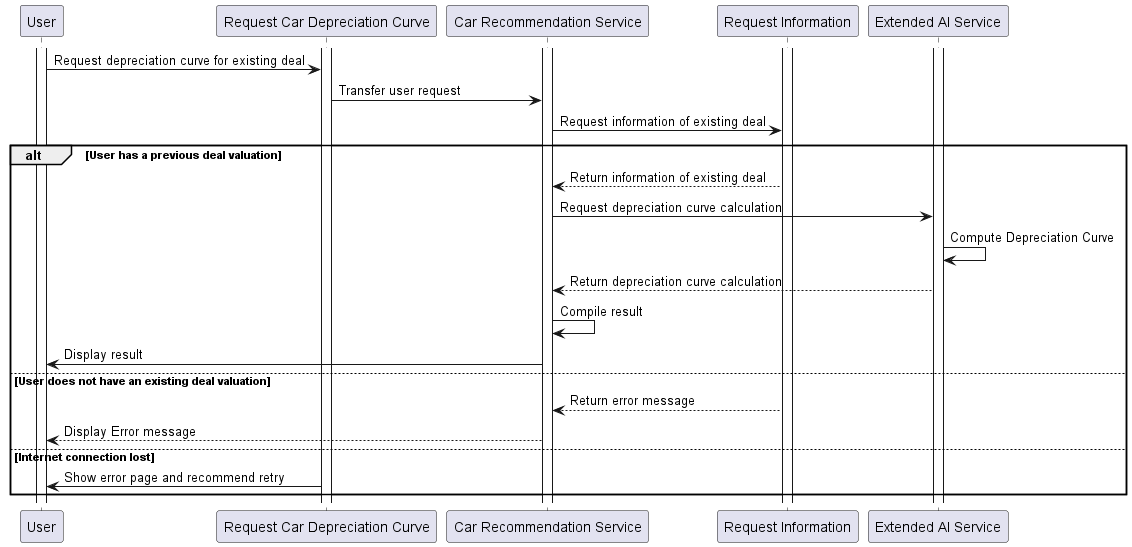 User
Request Car Depreciation Curve
Car Recommendation Service
Request Information
Extended AI Service
Request depreciation curve for existing deal
Transfer user request
Request information of existing deal
alt
[User has a previous deal valuation]
Return information of existing deal
Request depreciation curve calculation
Compute Depreciation Curve
Return depreciation curve calculation
Compile result
Display result
[User does not have an existing deal valuation]
Return error message
Display Error message
[Internet connection lost]
Show error page and recommend retry
User
Request Car Depreciation Curve
Car Recommendation Service
Request Information
Extended AI Service